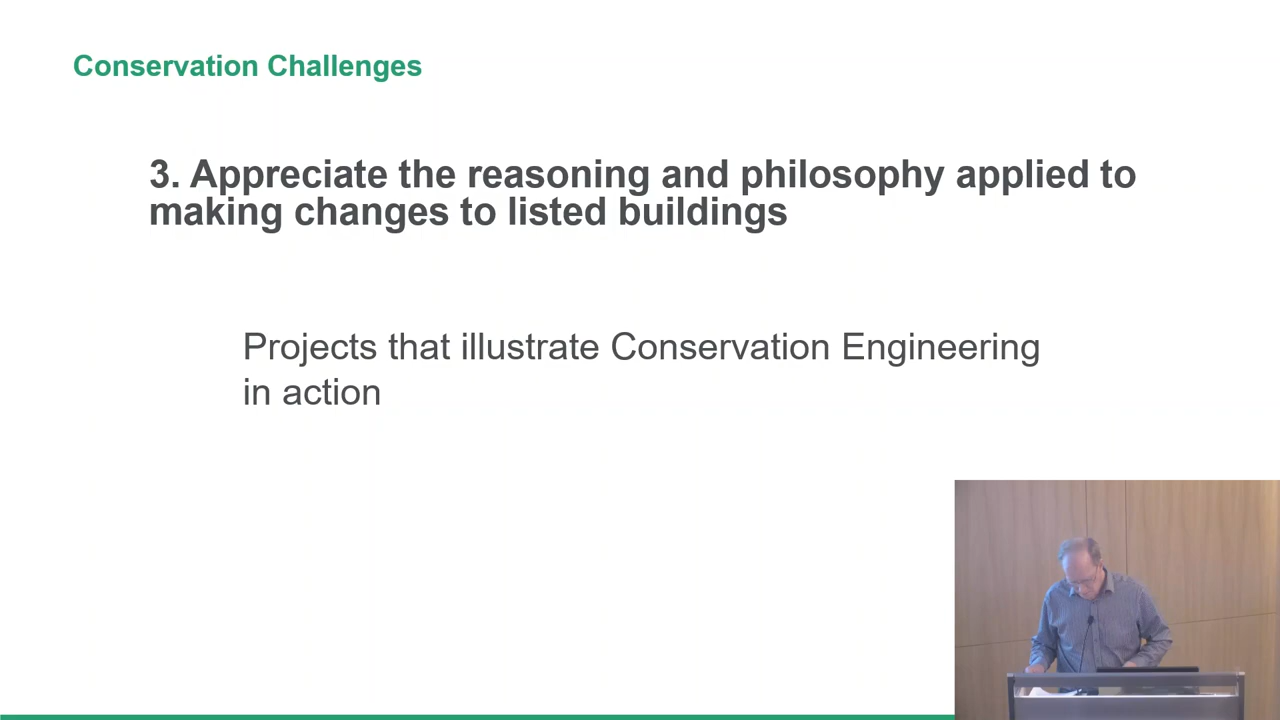 Conservation Challenges
3. Appreciate the reasoning and philosophy applied to
making changes to listed buildings
Projects that illustrate Conservation Engineering
in action